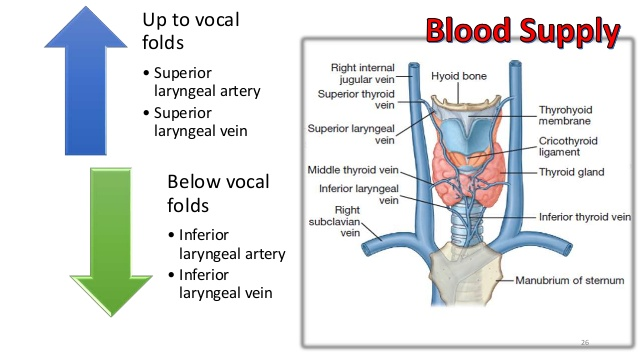 Blood Supply
Up to vocal
folds
• Superior
laryngeal artery
• Superior
laryngeal vein
Below vocal
folds
• Inferior
laryngeal artery
• Inferior
laryngeal vein
Right internal
jugular vein
Superior thyroid
vein
Superior laryngeal
vein
Middle thyroid vein
Inferior laryngeal
vein
Right
subclavian
vein
Hyoid bone
Thyrohyoid
membrane
Cricothyroid
ligament
Thyroid gland
Inferior thyroid vein
Manubrium of sternum
26